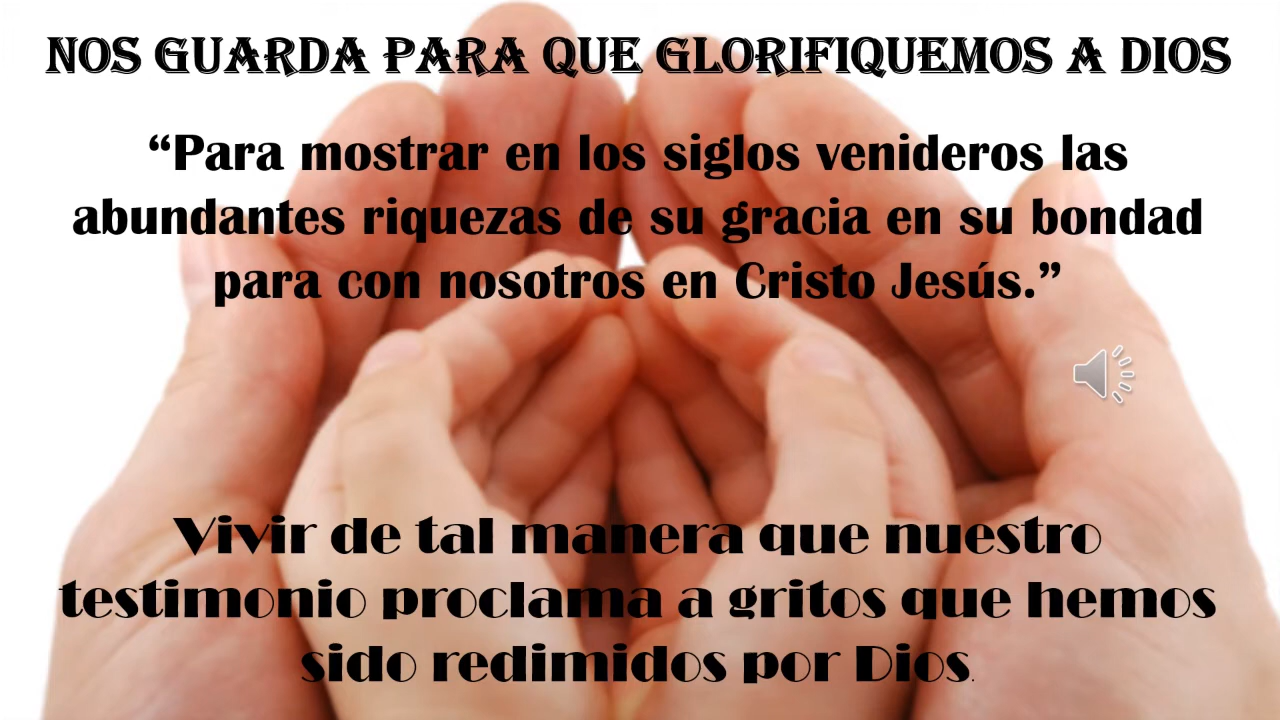 NOS GUARDA PARA QUE GLORIFIQUEMOS A DIOS
“Para mostrar en los siglos venideros las
abundantes riquezas de su gracia en su bondad
para con nosotros en Cristo Jesús.”
Vivir de tal manera que nuestro
testimonio proclama a gritos que hemos
sido redimidos por Dios.